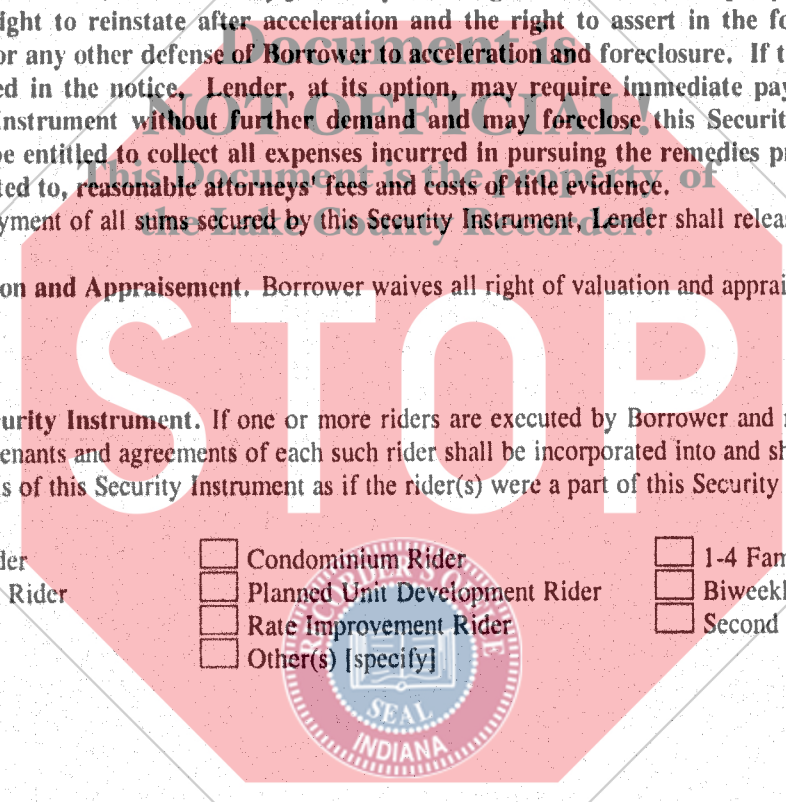 ight to reinstate after acceleration and the right to assert in the fo
or any other defense of Borrower to acceleration and foreclosure. If t
ed in the notice, Lender, at its option, may require immediate pay
Instrument without further demand and may foreclose this Securit
be entitled to collect all expenses incurred in pursuing the remedies pr
ted to, reasonable attorneys' fees and costs of title evidence.
yment of all sums secured by this Security Instrument, Lender shall releas
on and Appraisement. Borrower waives all right of valuation and apprai
urity Instrument. If one or more riders are executed by Borrower and r
enants and agreements of each such rider shall be incorporated into and sh
s of this Security Instrument as if the rider(s) were a part of this Security
der Condominium Rider 1-4 Fam
Rider Planned Unit Development Rider Biweekl
Rate Improvement Rider Second
Other(s) [specify]
Document is
NOT OFFICIAL!
This Document is the property of
the Lake County Recorder!
STOP
RECORDER'S OFFICE
SEAL
INDIANA